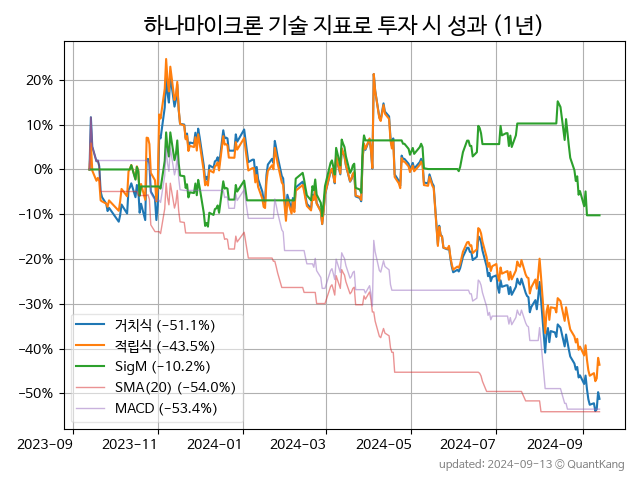 하나마이크론 기술 지표로 투자 시 성과 (1년)
20%
10%
0%
−10%
−20%
−30%
−40%
−50%
거치식 (−51.1%)
적립식 (−43.5%)
SigM (−10.2%)
SMA(20) (−54.0%)
MACD (−53.4%)
2023-09 2023-11 2024-01 2024-03 2024-05 2024-07 2024-09
updated: 2024-09-13 © QuantKang